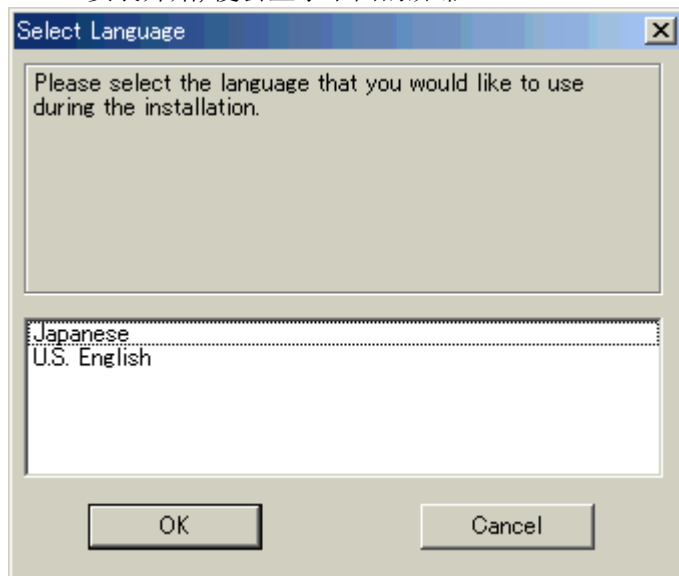 Select Language
Please select the language that you would like to use
during the installation.
Japanese
U.S. English
OK
Cancel